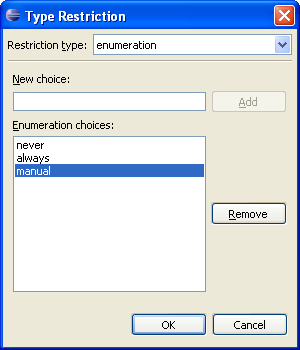 Type Restriction
Restriction type: enumeration
New choice:
Add
Enumeration choices:
never
always
manual
Remove
OK
Cancel